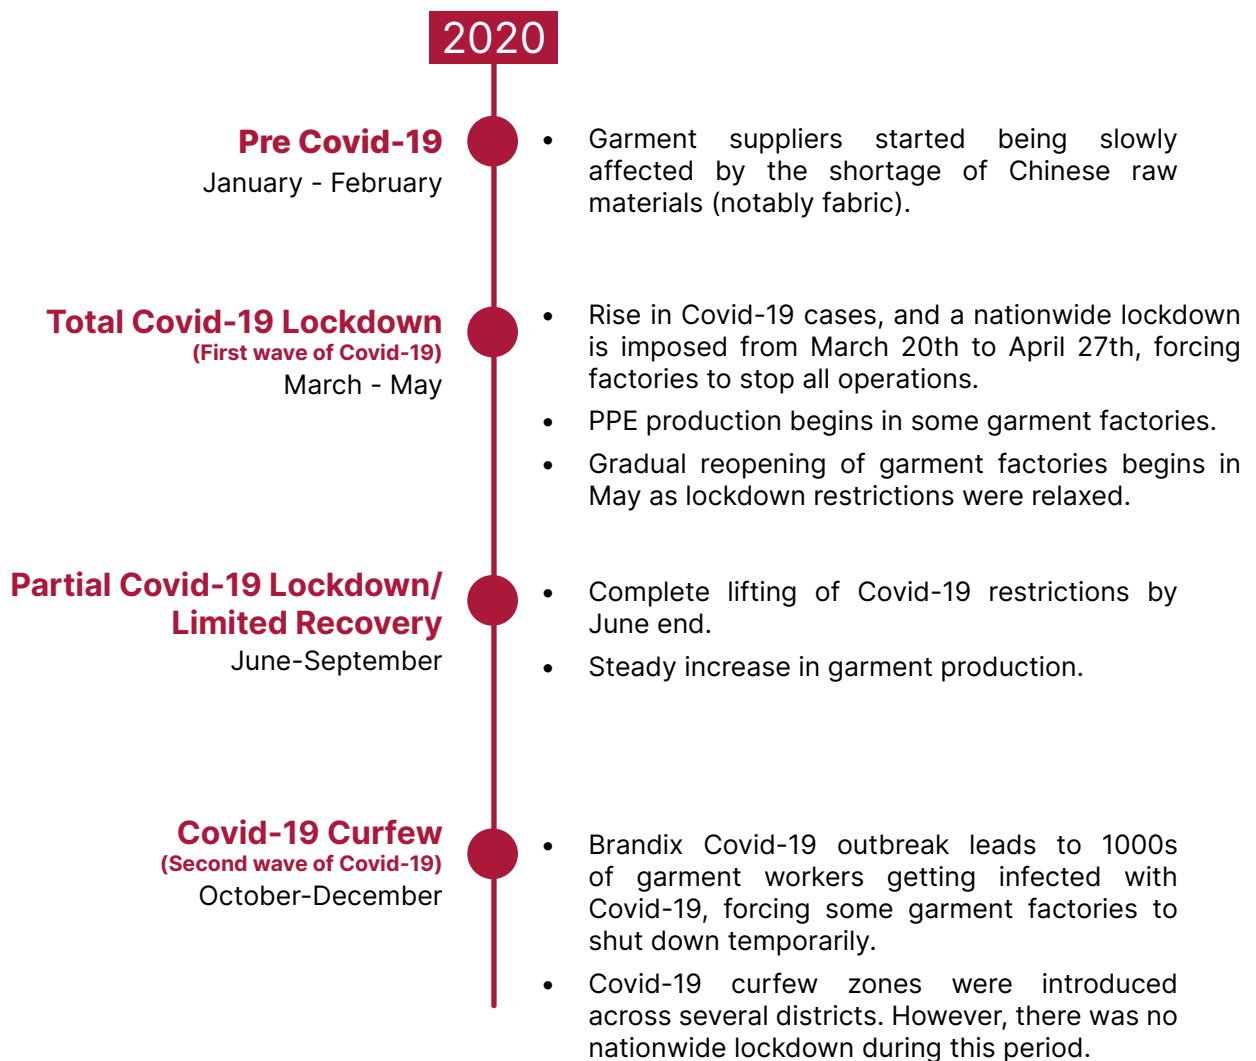 2020
Pre Covid-19
January - February
• Garment suppliers started being slowly
affected by the shortage of Chinese raw
materials (notably fabric).
Total Covid-19 Lockdown
(First wave of Covid-19)
March - May
• Rise in Covid-19 cases, and a nationwide lockdown
is imposed from March 20th to April 27th, forcing
factories to stop all operations.
• PPE production begins in some garment factories.
• Gradual reopening of garment factories begins in
May as lockdown restrictions were relaxed.
Partial Covid-19 Lockdown/
Limited Recovery
June-September
• Complete lifting of Covid-19 restrictions by
June end.
• Steady increase in garment production.
Covid-19 Curfew
(Second wave of Covid-19)
October-December
• Brandix Covid-19 outbreak leads to 1000s
of garment workers getting infected with
Covid-19, forcing some garment factories to
shut down temporarily.
• Covid-19 curfew zones were introduced
across several districts. However, there was no
nationwide lockdown during this period.